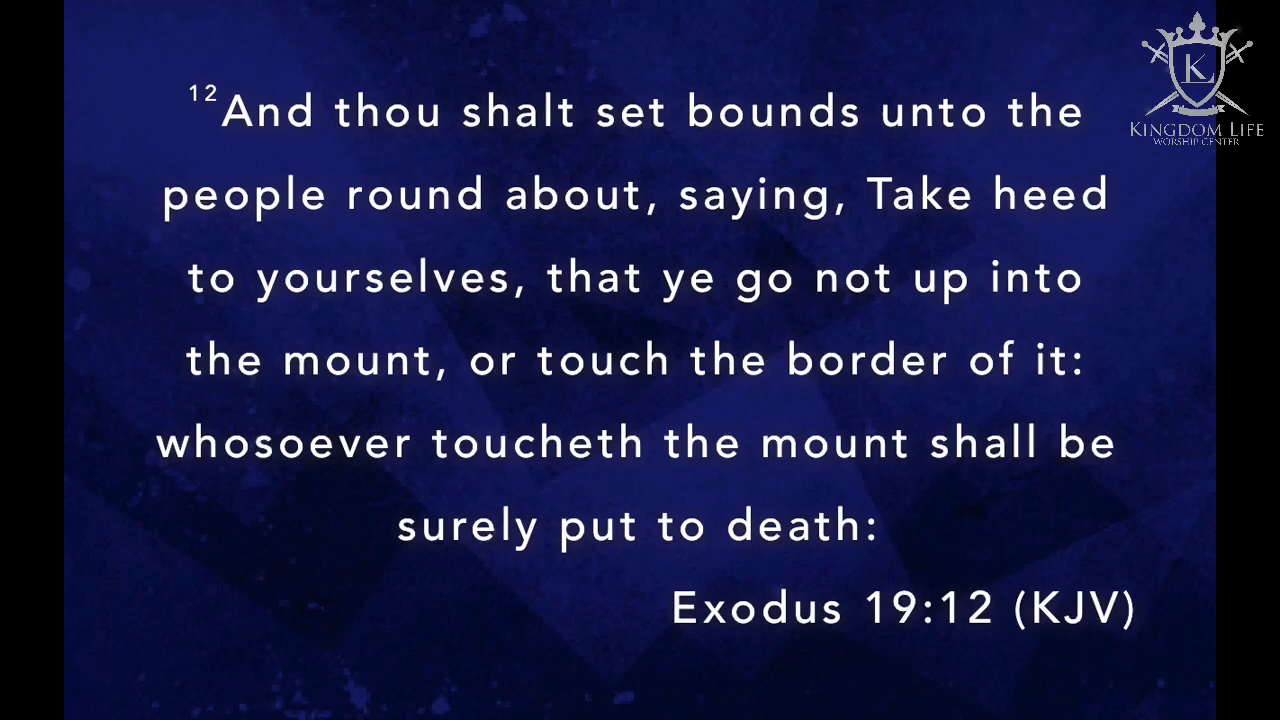 12And thou shalt set bounds unto the
people round about, saying, Take heed
to yourselves, that ye go not up into
the mount, or touch the border of it:
whosoever toucheth the mount shall be
surely put to death:
Exodus 19:12 (KJV)
K
KINGDOM LIFE
WORSHIP CENTER